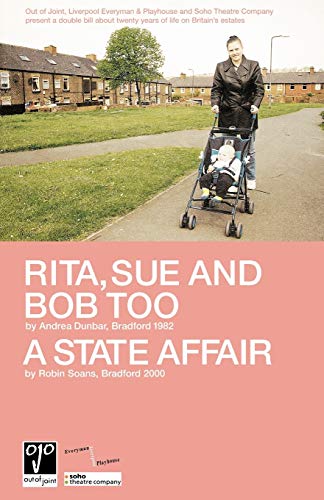 Out of Joint, Liverpool Everyman & Playhouse and Soho Theatre Company
present a double bill about twenty years of life on Britain's estates
RITA, SUE AND
BOB TOO
by Andrea Dunbar, Bradford 1982
A STATE AFFAIR
by Robin Soans, Bradford 2000
ojo
out of joint
Everyman
Playhouse
soho
theatre company